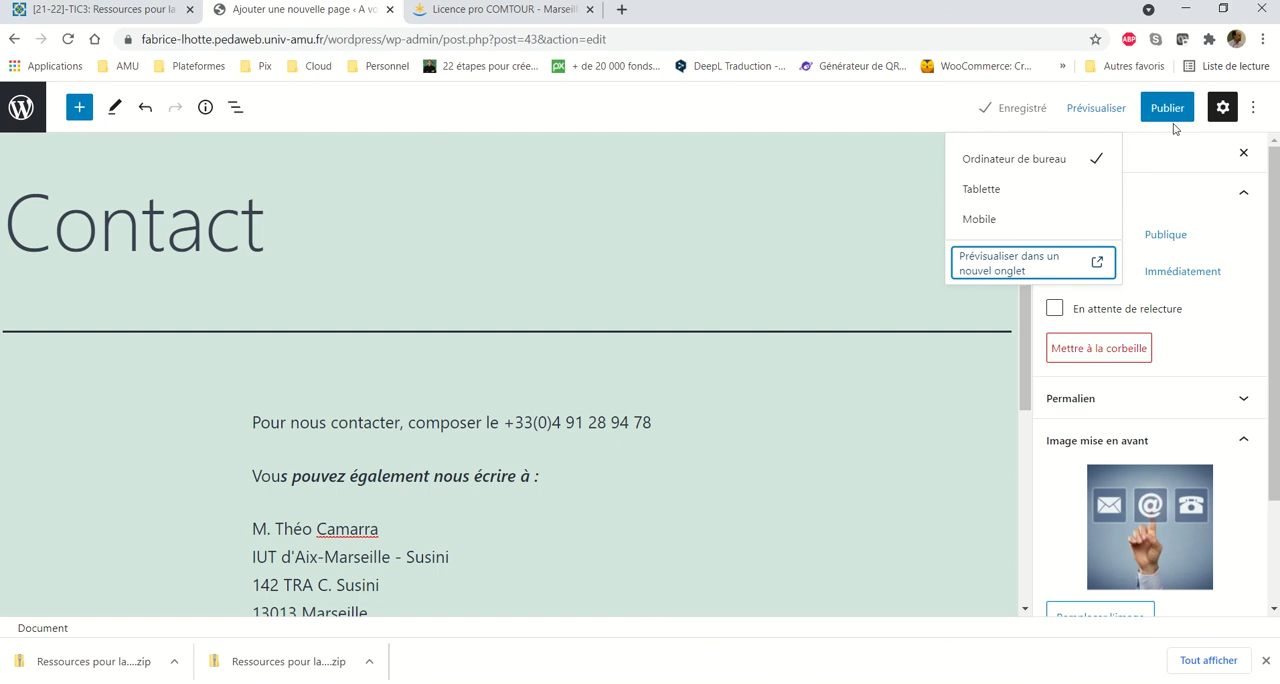 [21-22]-TIC3: Ressources pour la
Ajouter une nouvelle page ‹ A vo
Licence pro COMTOUR - Marseil
fabrice-lhotte.pedaweb.univ-amu.fr/wordpress/wp-admin/post.php?post=43&action=edit
ABP
Applications
AMU
Plateformes
Pix
Cloud
Personnel
22 étapes pour crée...
+ de 20 000 fonds...
DeepL Traduction -...
Générateur de QR...
WooCommerce: Cr...
»
Autres favoris
Liste de lecture
Enregistré
Prévisualiser
Publier
Ordinateur de bureau
Tablette
Mobile
Prévisualiser dans un
nouvel onglet
Publique
Immédiatement
En attente de relecture
Mettre à la corbeille
Permalien
Image mise en avant
Contact
Pour nous contacter, composer le +33(0)4 91 28 94 78
Vous pouvez également nous écrire à :
M. Théo Camarra
IUT d'Aix-Marseille - Susini
142 TRA C. Susini
13013 Marseille
Remplacer l'image
Document
Ressources pour la....zip
Ressources pour la....zip
Tout afficher